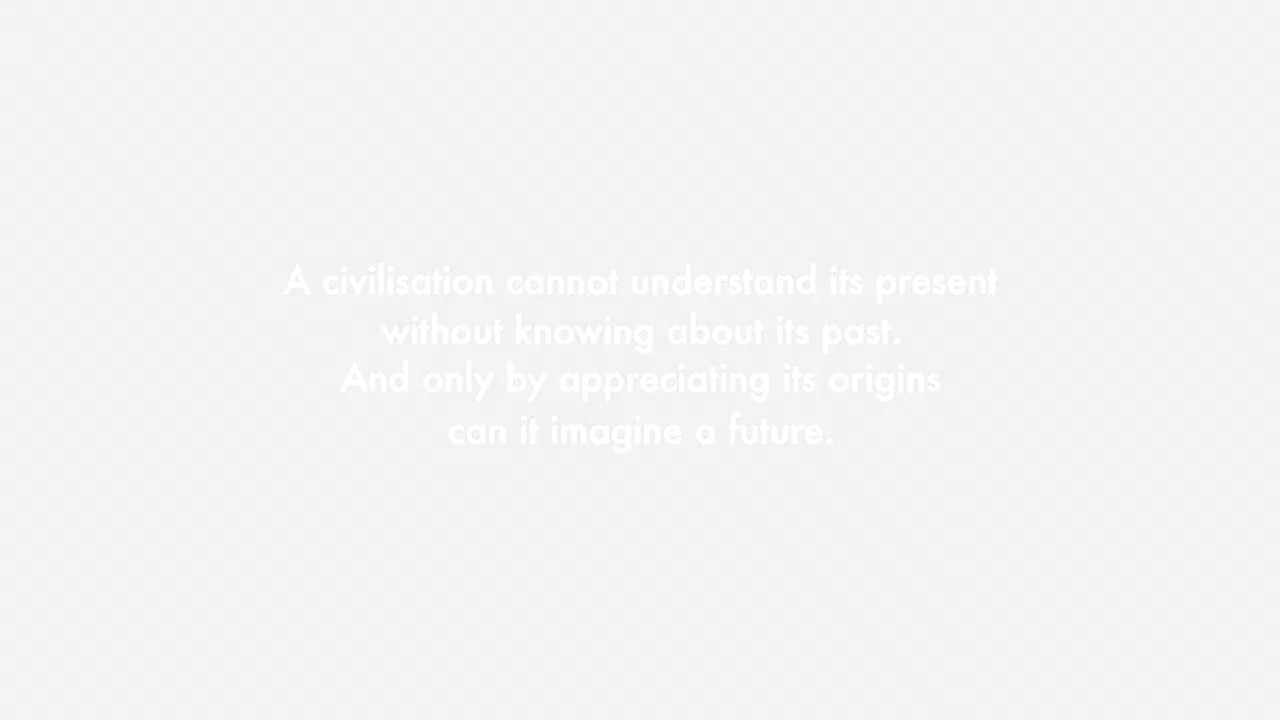 A civilisation cannot understand its present
without knowing about its past.
And only by appreciating its origins
can it imagine a future.